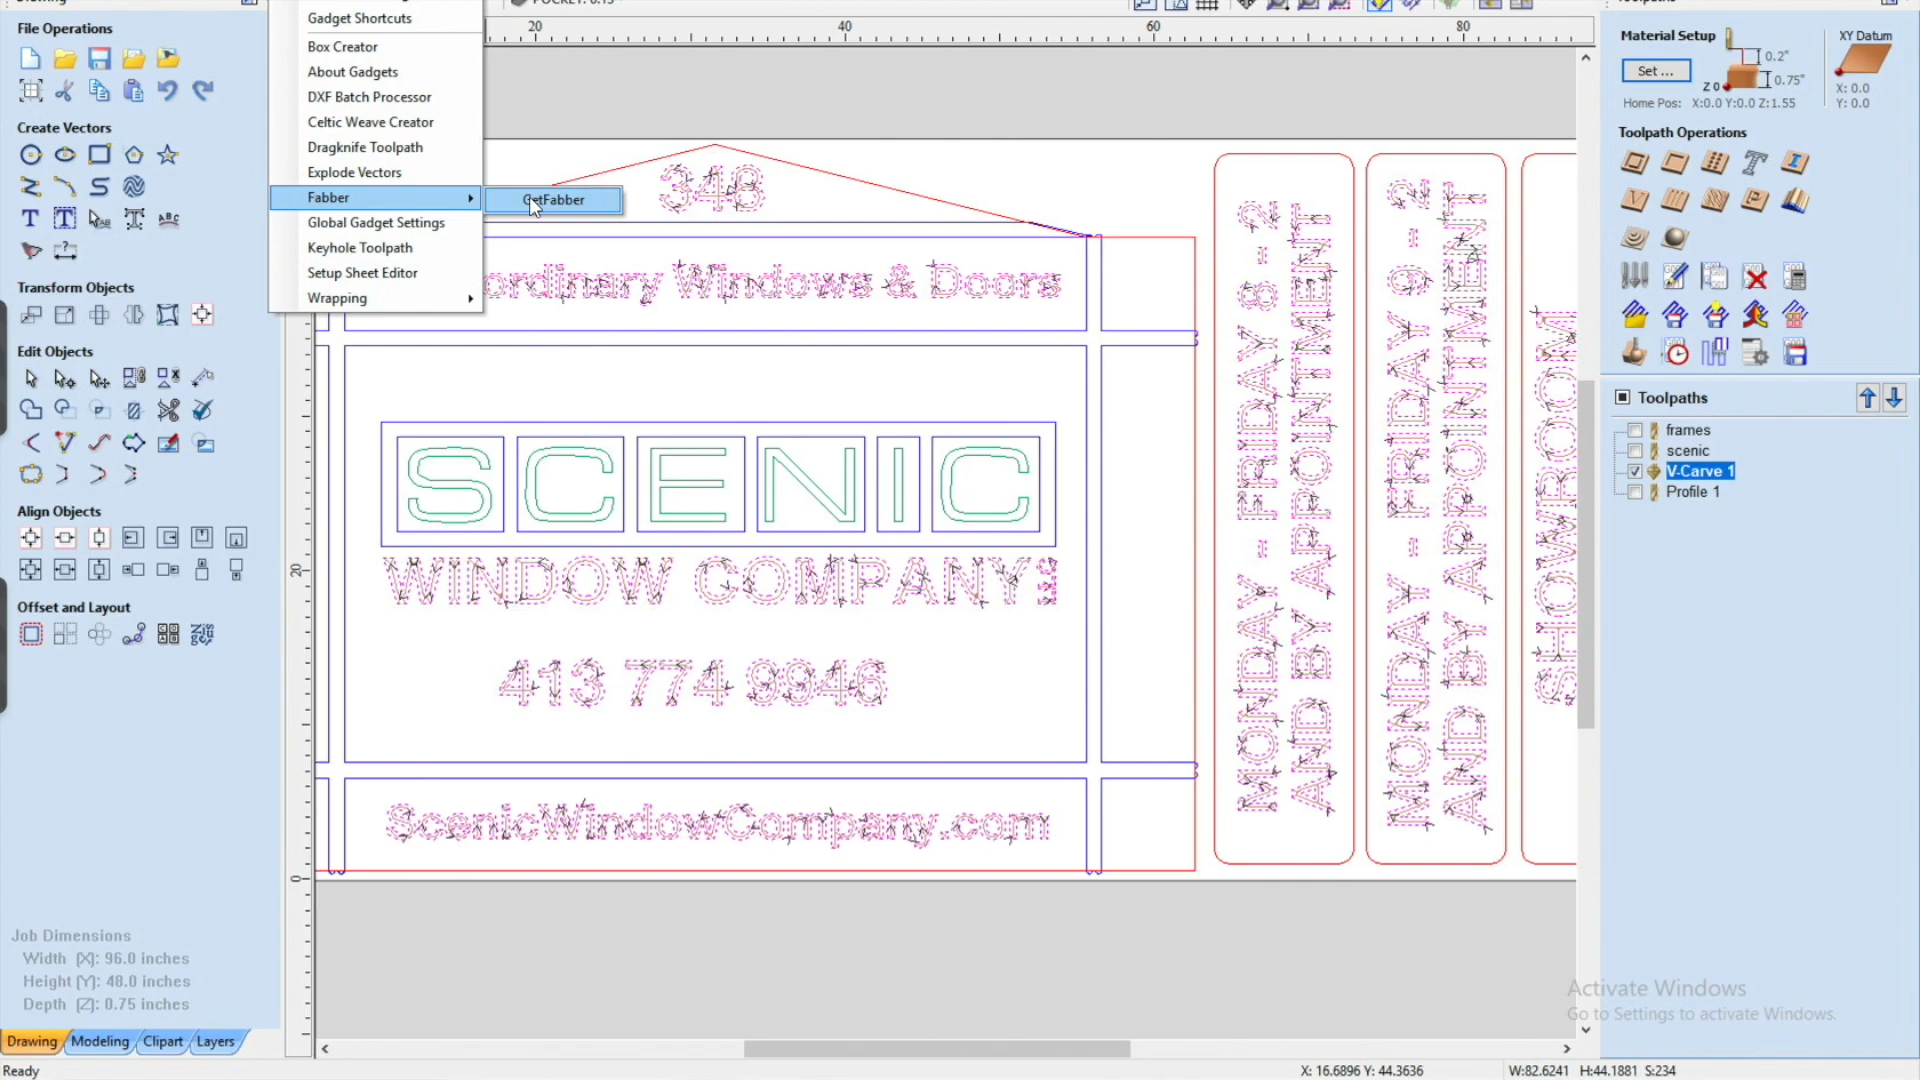 File Operations
Create Vectors
Transform Objects
Edit Objects
Align Objects
Offset and Layout
Job Dimensions
Width (X): 96.0 inches
Height (Y): 48.0 inches
Depth (Z): 0.75 inches
Drawing
Modeling
Clipart
Layers
Ready
Gadget Shortcuts
Box Creator
About Gadgets
DXF Batch Processor
Celtic Weave Creator
Dragknife Toolpath
Explode Vectors
Fabber
GetFabber
Global Gadget Settings
Keyhole Toolpath
Setup Sheet Editor
Wrapping
20
40
60
80
20
0
348
ordinary Windows & Doors
SCENIC
WINDOW COMPANY
413 774 9946
ScenicWindowCompany.com
MONDAY - FRIDAY 8 - 2
AND BY APPOINTMENT
MONDAY - FRIDAY 9 - 2
AND BY APPOINTMENT
SHOWROOM
Material Setup
Set ...
0.2"
Z 0
0.75"
Home Pos: X:0.0 Y:0.0 Z:1.55
XY Datum
X: 0.0
Y: 0.0
Toolpath Operations
Toolpaths
frames
scenic
V-Carve 1
Profile 1
Activate Windows
Go to Settings to activate Windows.
X: 16.6896 Y: 44.3636
W:82.6241 H:44.1881 S:234